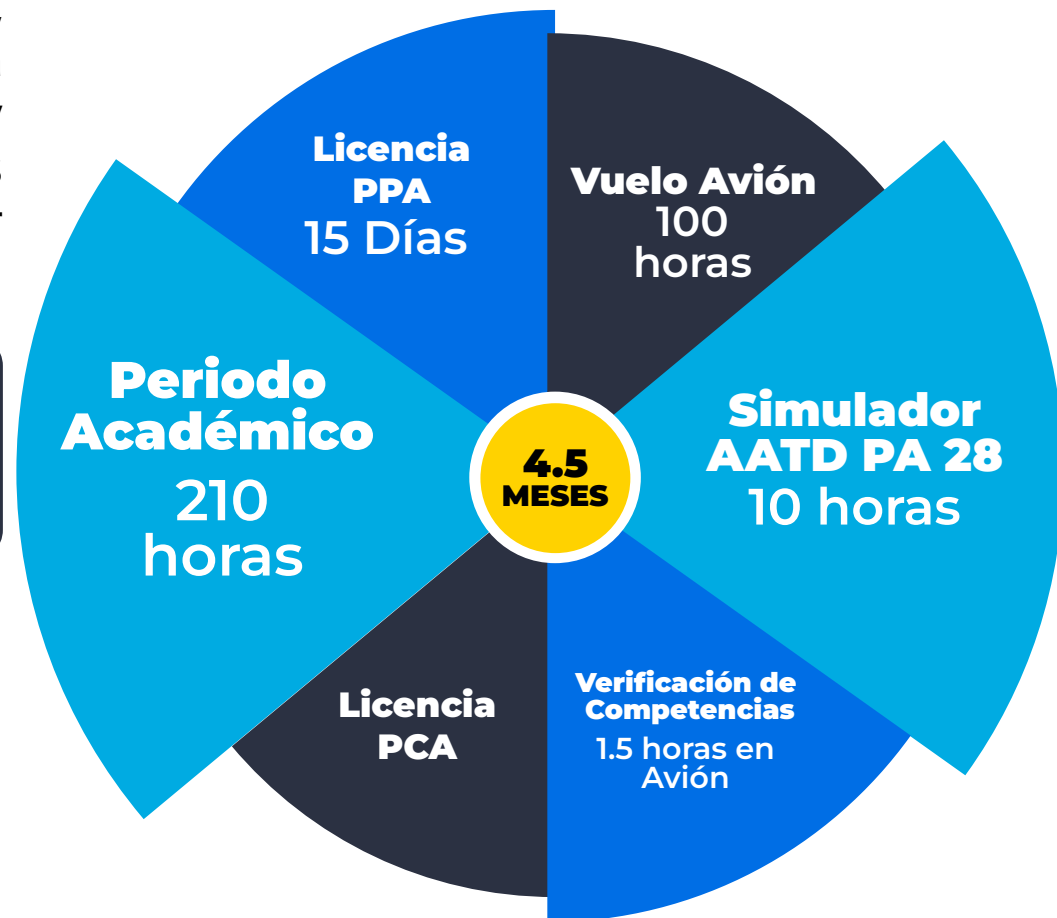 Licencia
PPA
15 Días
Vuelo Avión
100
horas
Periodo
Académico
210
horas
4.5
MESES
Simulador
AATD PA 28
10 horas
Licencia
PCA
Verificación de
Competencias
1.5 horas en
Avión